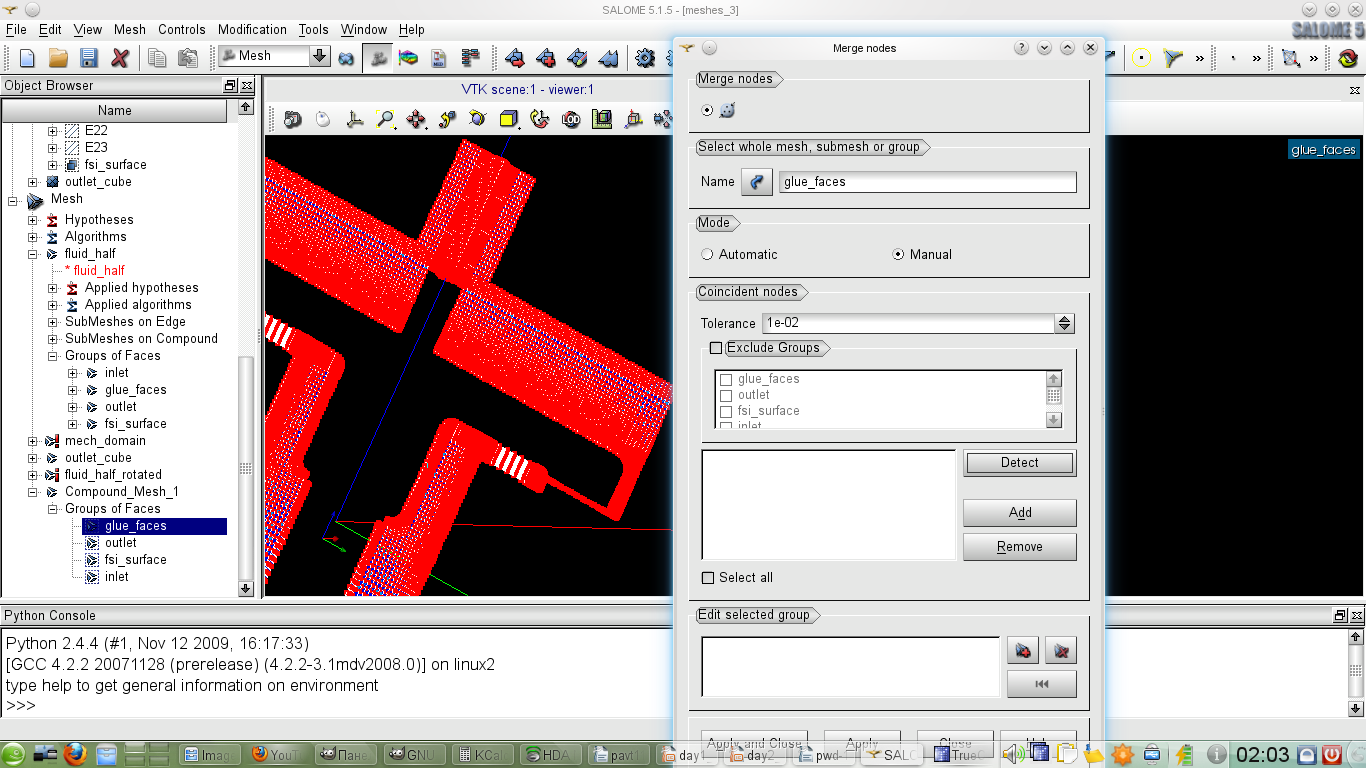 SALOME 5.1.5 - [meshes_3]
File Edit View Mesh Controls Modification Tools Window Help
SALOME 5
Mesh
Object Browser
Name
E22
E23
fsi_surface
outlet_cube
Mesh
Hypotheses
Algorithms
fluid_half
* fluid_half
Applied hypotheses
Applied algorithms
SubMeshes on Edge
SubMeshes on Compound
Groups of Faces
inlet
glue_faces
outlet
fsi_surface
mech_domain
outlet_cube
fluid_half_rotated
Compound_Mesh_1
Groups of Faces
glue_faces
outlet
fsi_surface
inlet
VTK scene:1 - viewer:1
glue_faces
Merge nodes
Merge nodes
Select whole mesh, submesh or group
Name glue_faces
Mode
Automatic Manual
Coincident nodes
Tolerance 1e-02
Exclude Groups
glue_faces
outlet
fsi_surface
inlet
Detect
Add
Remove
Select all
Edit selected group
Apply and Close Apply Close Help
Python Console
Python 2.4.4 (#1, Nov 12 2009, 16:17:33)
[GCC 4.2.2 20071128 (prerelease) (4.2.2-3.1mdv2008.0)] on linux2
type help to get general information on environment
>>>
Imag YouT Пане GNU KCal HDA pavt1 day1 day2 pwd- SALO TrueC 02:03